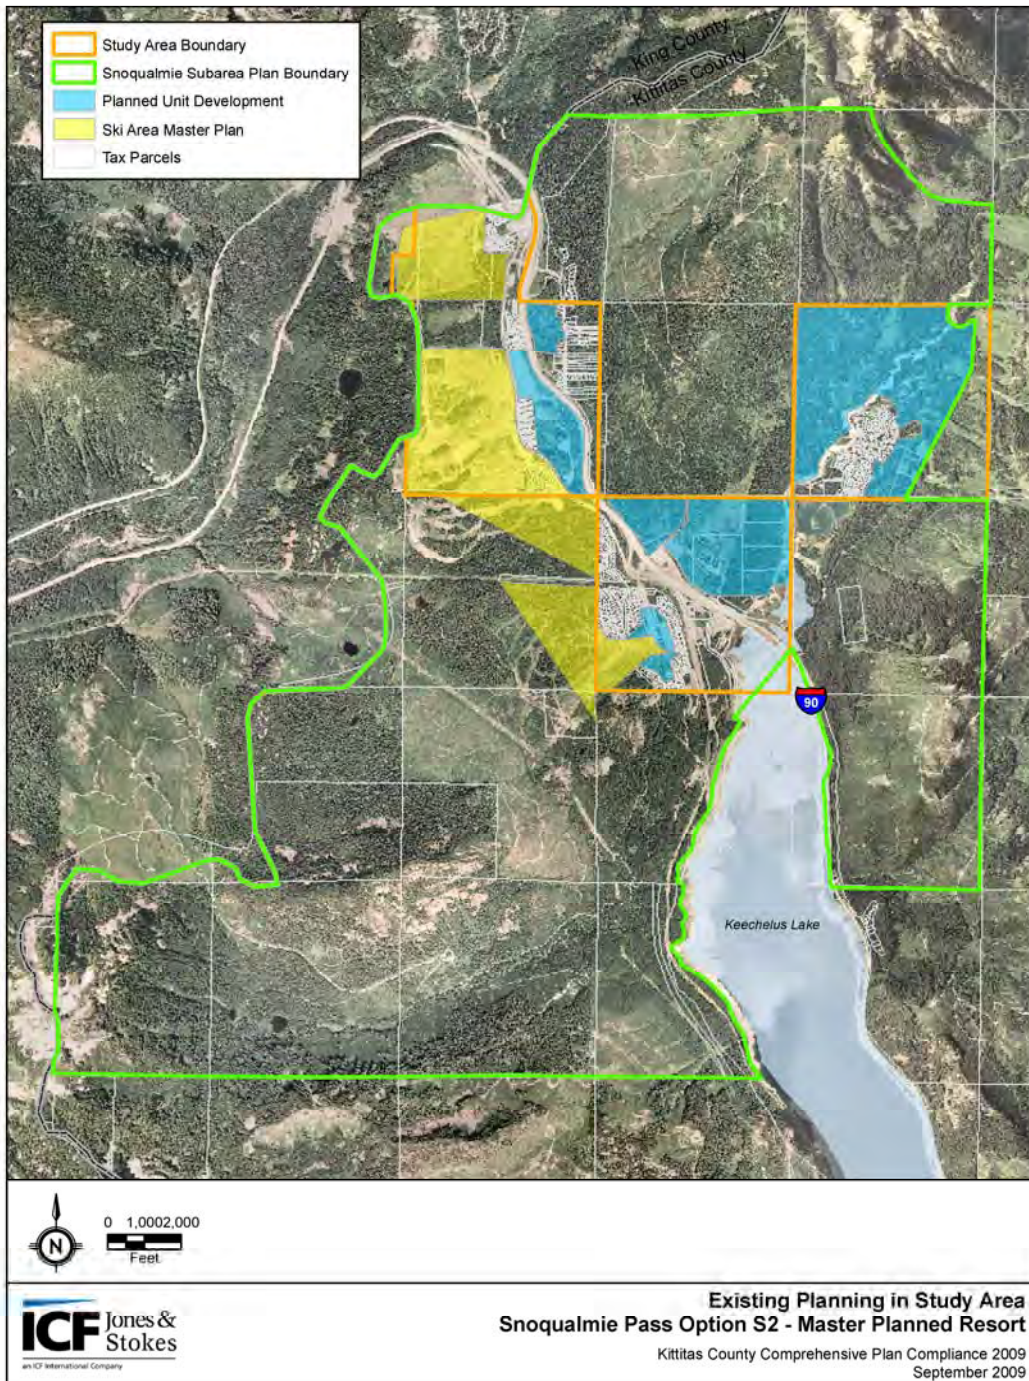 Study Area Boundary
Snoqualmie Subarea Plan Boundary
Planned Unit Development
Ski Area Master Plan
Tax Parcels
King County
Kittitas County
90
Keechelus Lake
N
0 1,0002,000
Feet
ICF Jones &
Stokes
an ICF International Company
Existing Planning in Study Area
Snoqualmie Pass Option S2 - Master Planned Resort
Kittitas County Comprehensive Plan Compliance 2009
September 2009